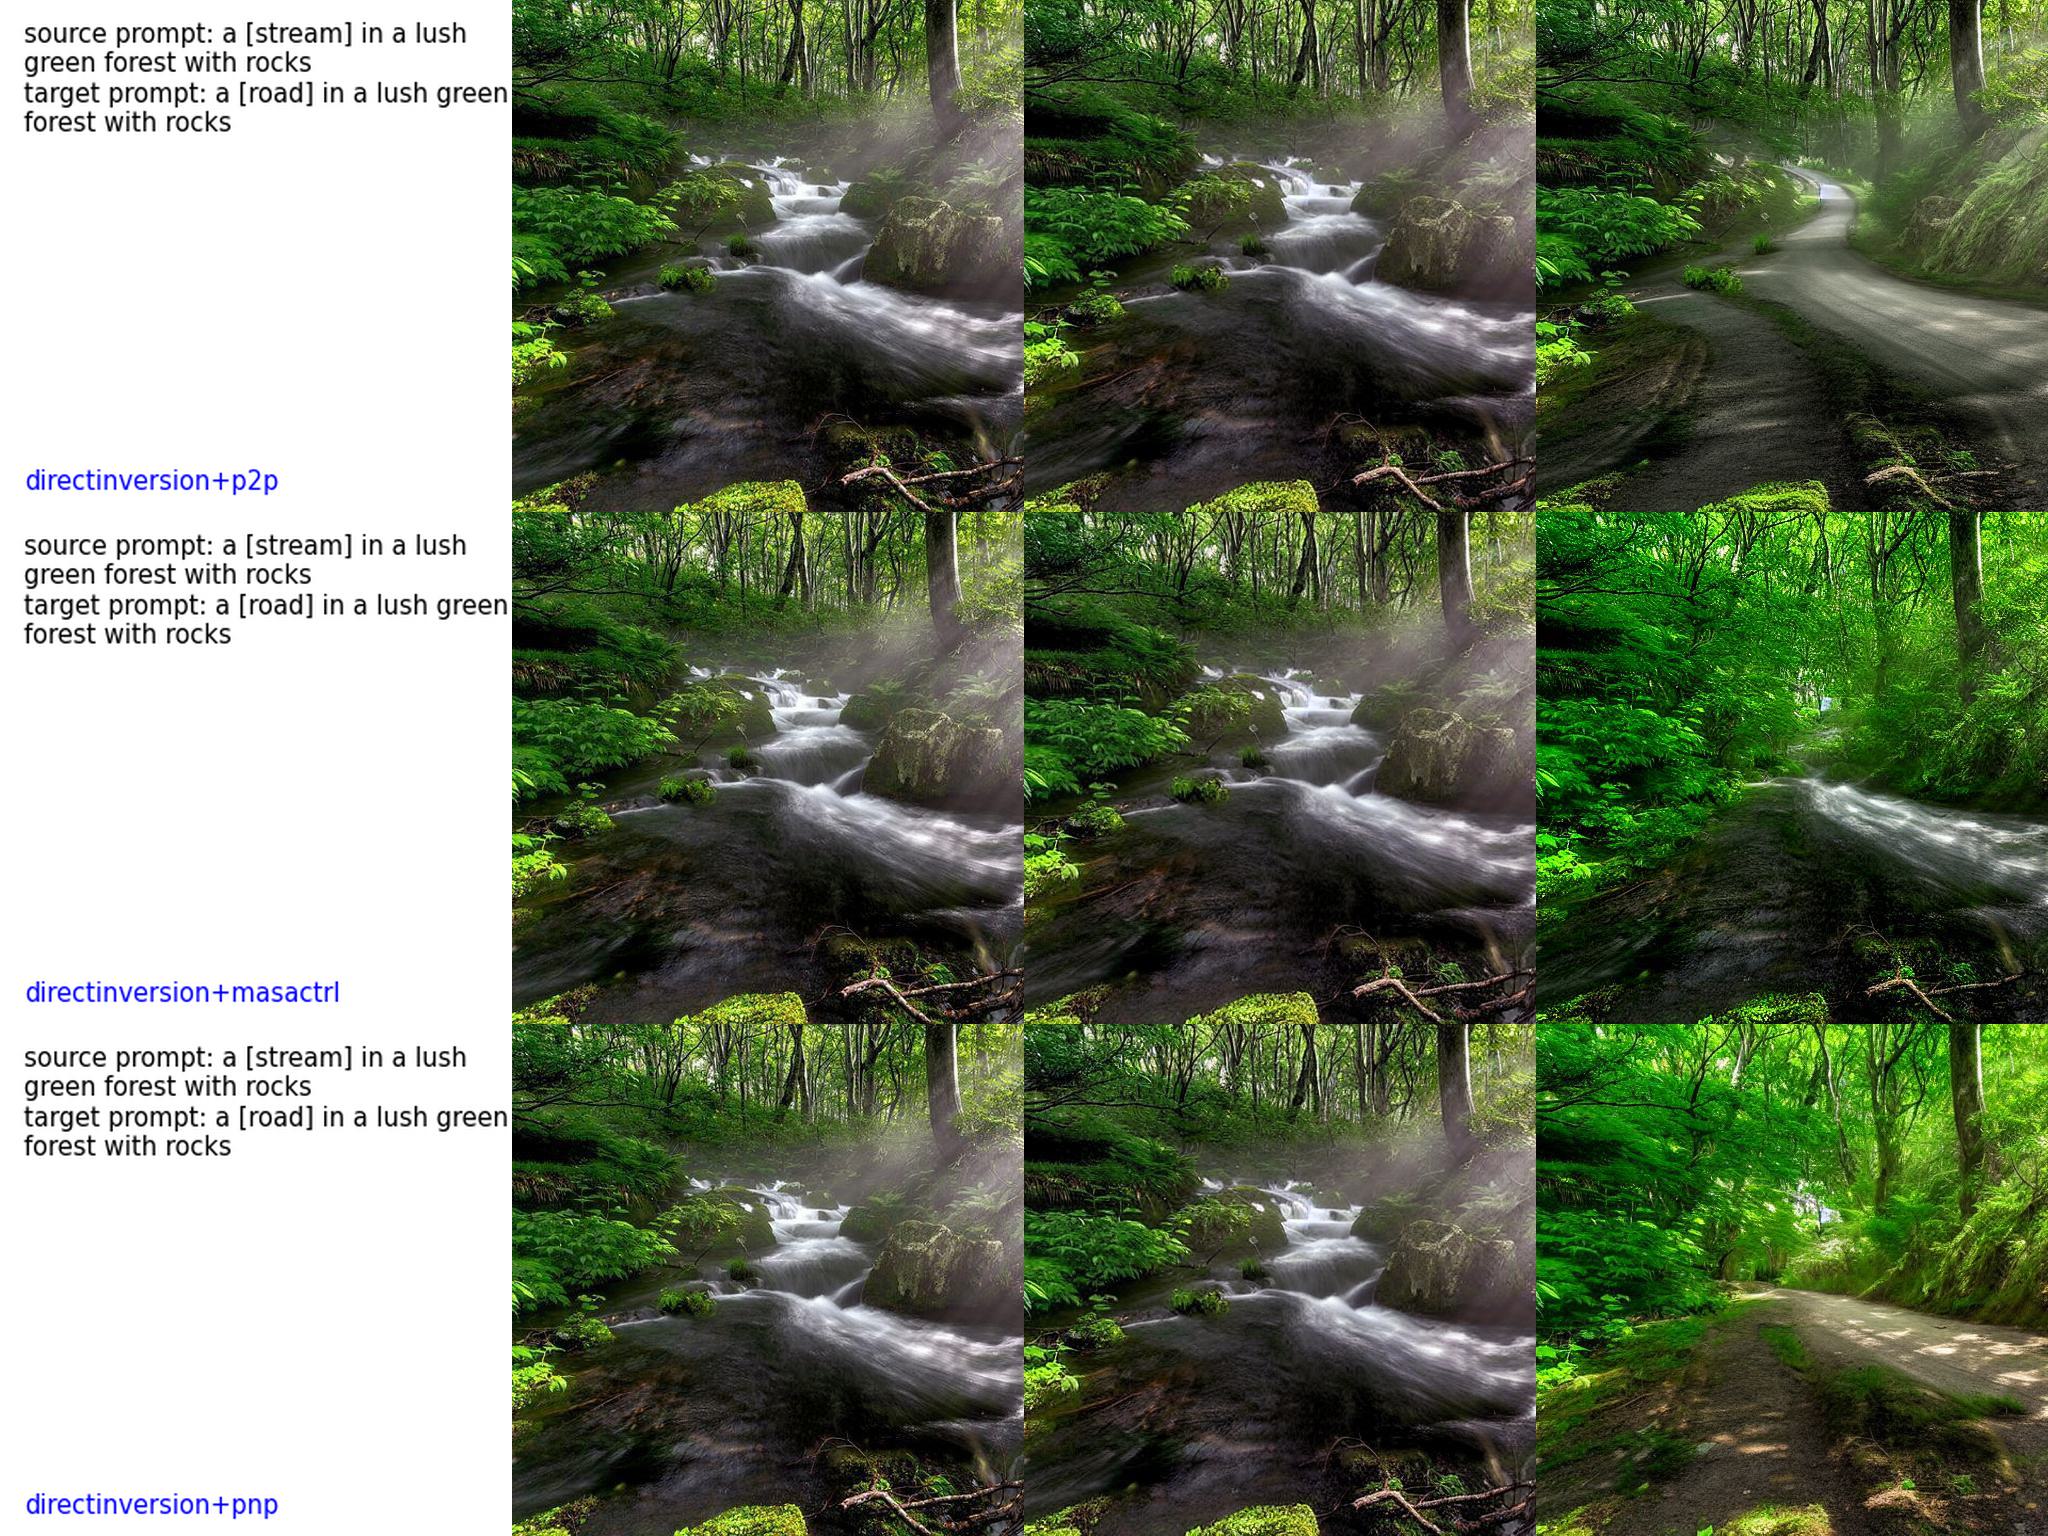 source prompt: a [stream] in a lush
green forest with rocks
target prompt: a [road] in a lush green
forest with rocks
directinversion+p2p
source prompt: a [stream] in a lush
green forest with rocks
target prompt: a [road] in a lush green
forest with rocks
directinversion+masactrl
source prompt: a [stream] in a lush
green forest with rocks
target prompt: a [road] in a lush green
forest with rocks
directinversion+pnp